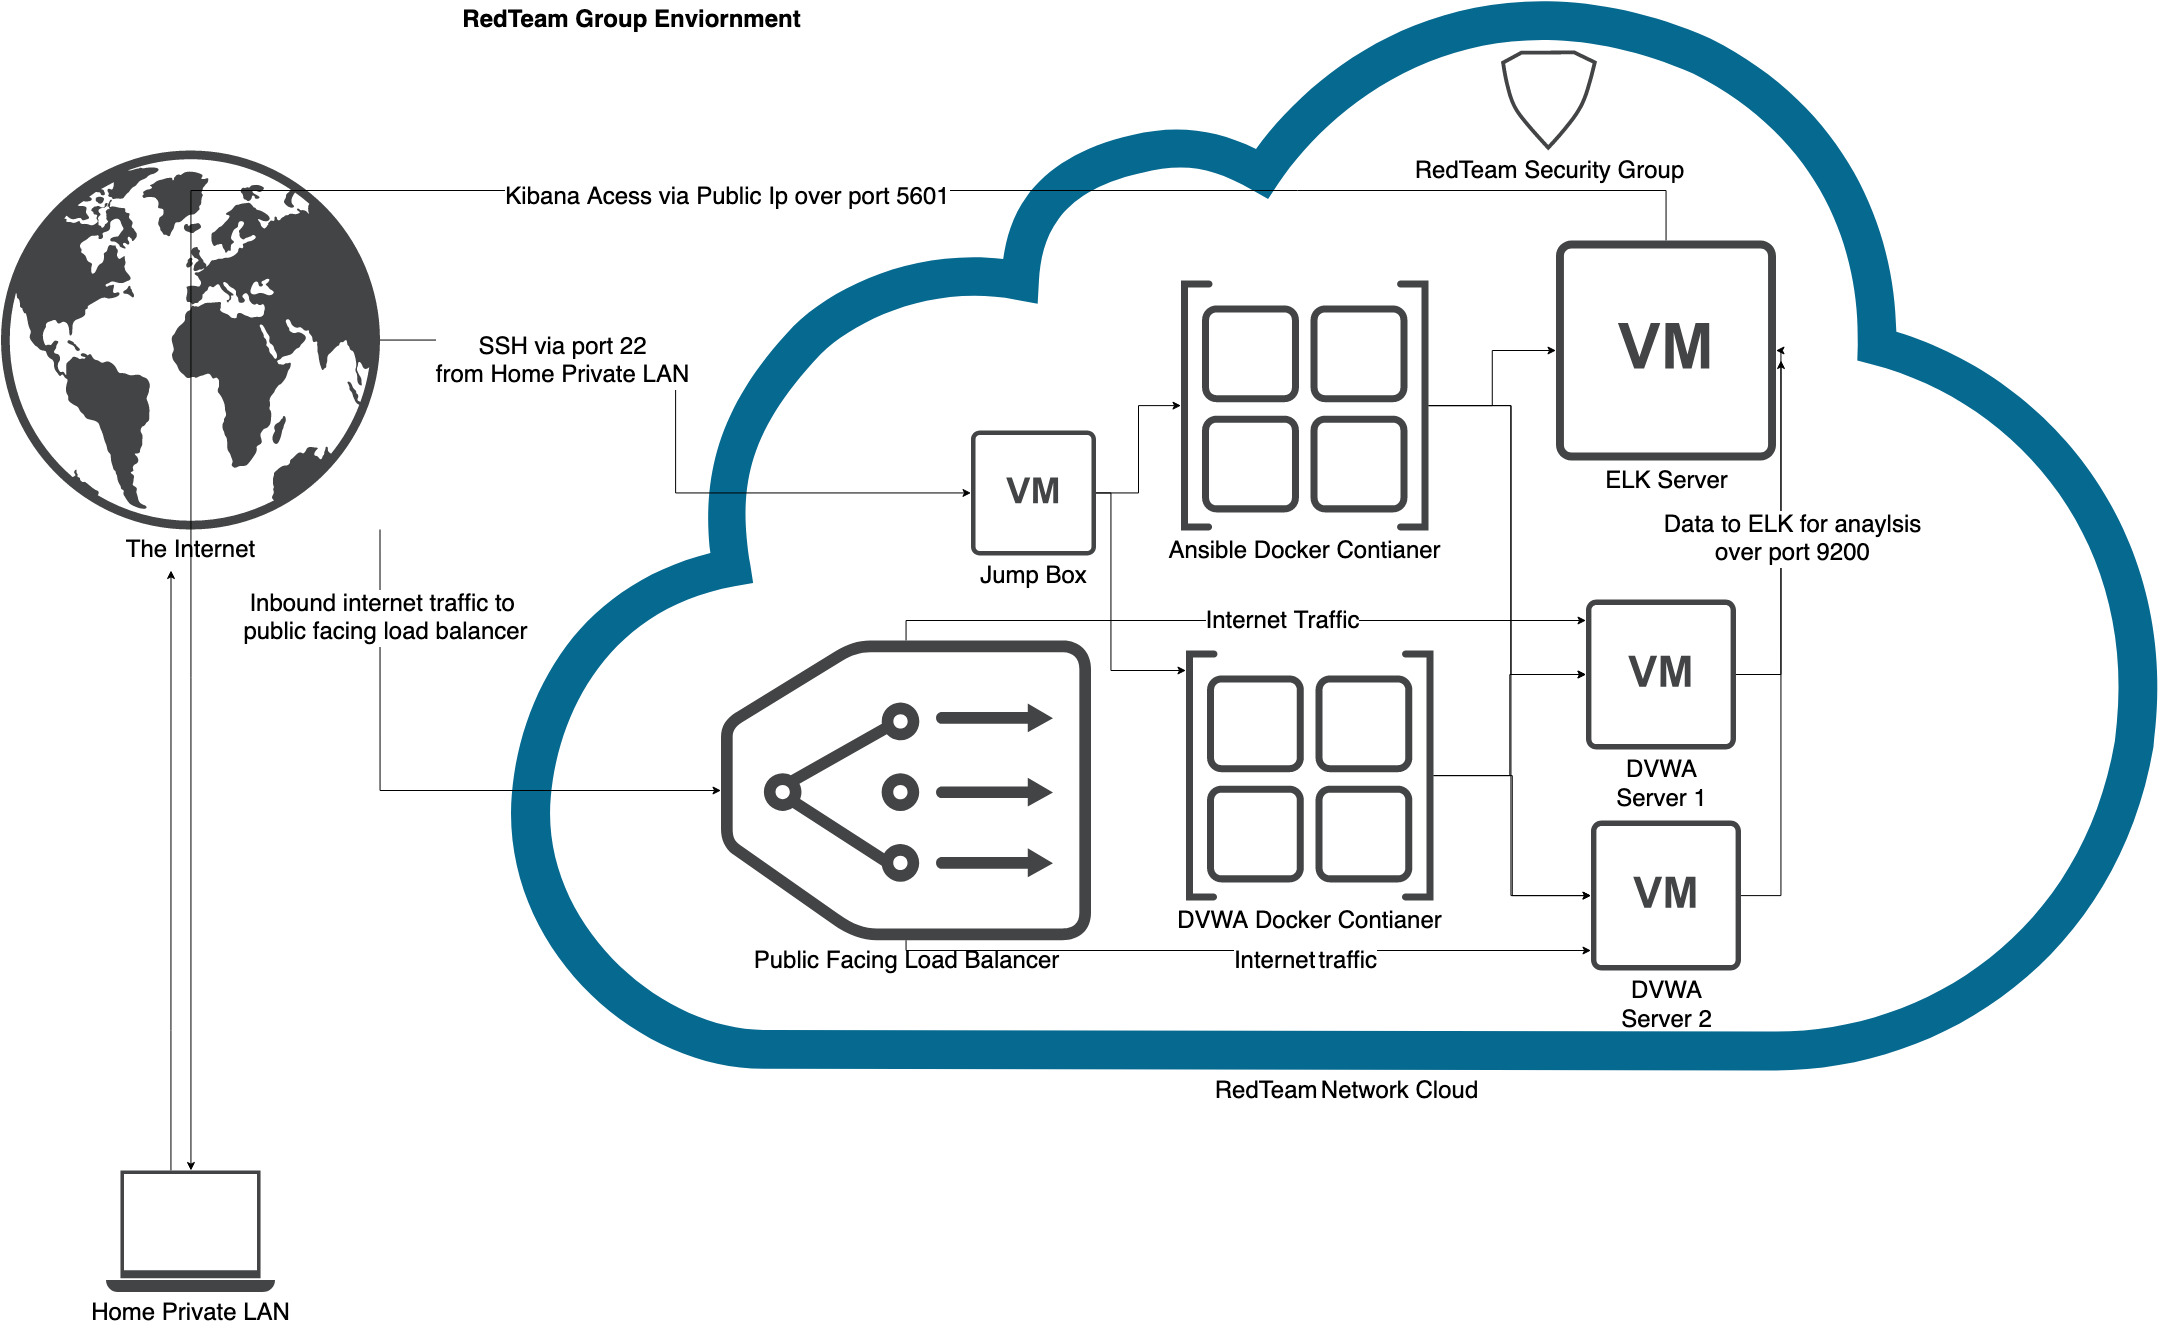 RedTeam Group Enviornment
RedTeam Security Group
Kibana Acess via Public Ip over port 5601
SSH via port 22
from Home Private LAN
VM
ELK Server
VM
Jump Box
Ansible Docker Contianer
The Internet
Data to ELK for anaylsis
over port 9200
Inbound internet traffic to
public facing load balancer
Internet Traffic
VM
DVWA
Server 1
VM
DVWA Docker Contianer
Public Facing Load Balancer
Internet traffic
DVWA
Server 2
RedTeam Network Cloud
Home Private LAN